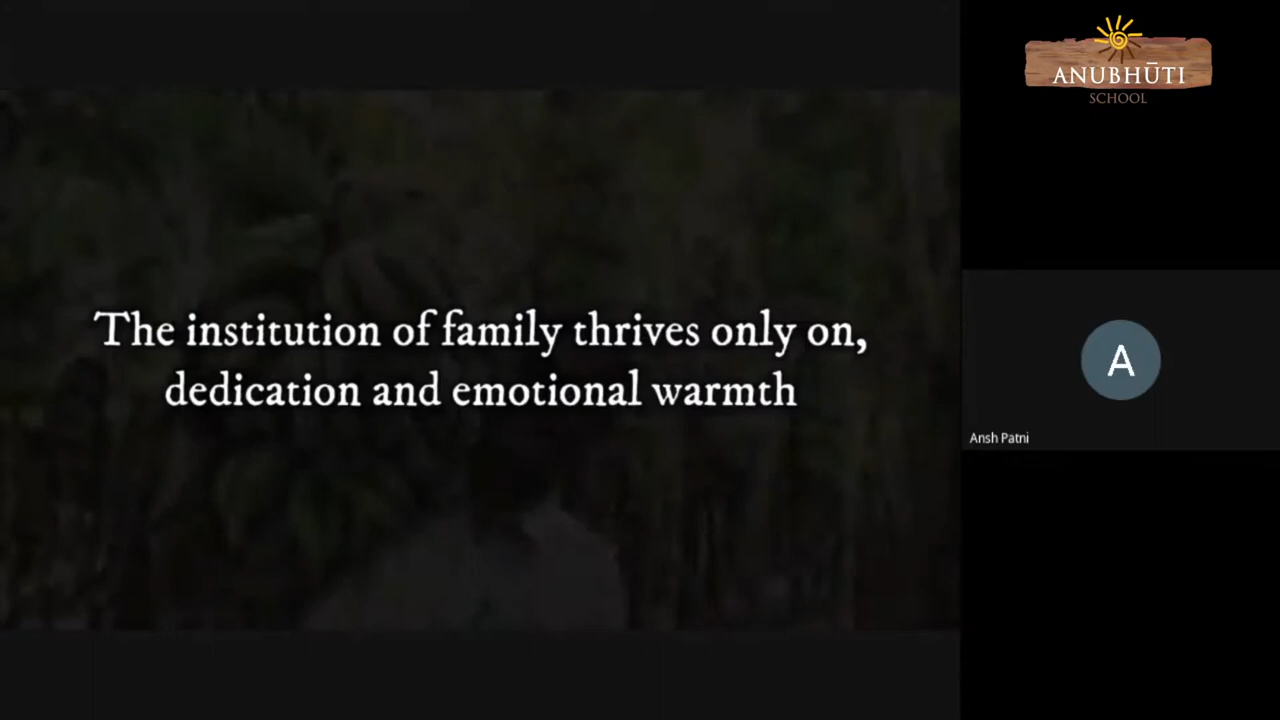 ANUBHŪTI
SCHOOL
The institution of family thrives only on,
dedication and emotional warmth
A
Ansh Patni